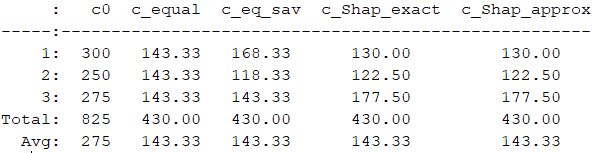 : c0 c_equal c_eq_sav c_Shap_exact c_Shap_approx
-----:-----------------------------------------------------
1: 300 143.33 168.33 130.00 130.00
2: 250 143.33 118.33 122.50 122.50
3: 275 143.33 143.33 177.50 177.50
Total: 825 430.00 430.00 430.00 430.00
Avg: 275 143.33 143.33 143.33 143.33